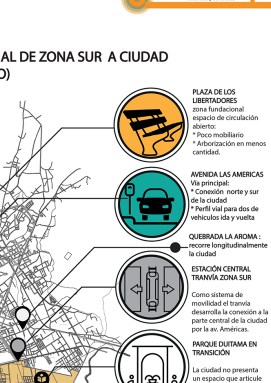 AL DE ZONA SUR A CIUDAD
O)
PLAZA DE LOS
LIBERTADORES
zona fundacional
espacio de circulación
abierto:
* Poco mobiliario
* Arborización en menos
cantidad.
AVENIDA LAS AMERICAS
Vía principal:
* Conexión norte y sur
de la ciudad
* Perfil vial para dos de
vehiculos ida y vuelta
QUEBRADA LA AROMA :
recorre longitudinalmente
la ciudad
ESTACIÓN CENTRAL
TRANVÍA ZONA SUR
Como sistema de
movilidad el tranvía
desarrolla la conexión a la
parte central de la ciudad
por la av. Américas.
PARQUE DUITAMA EN
TRANSICIÓN
La ciudad no presenta
un espacio que articule